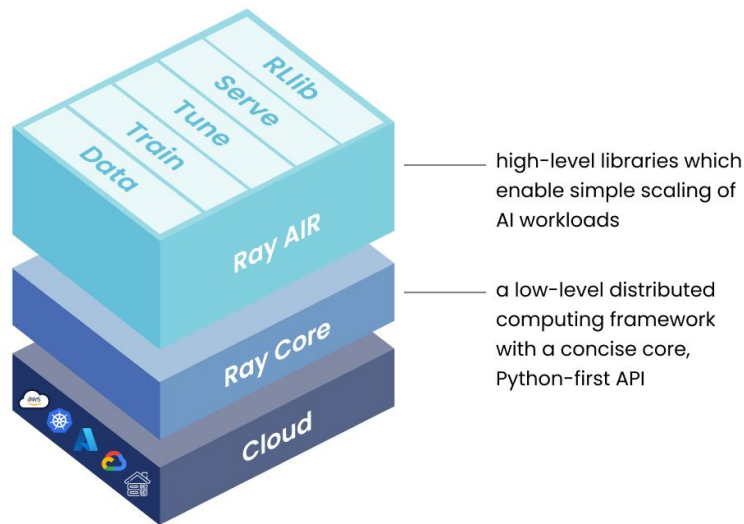 Data
Train
Tune
Serve
RLlib
Ray AIR
high-level libraries which
enable simple scaling of
AI workloads
Ray Core
a low-level distributed
computing framework
with a concise core,
Python-first API
aws
Cloud